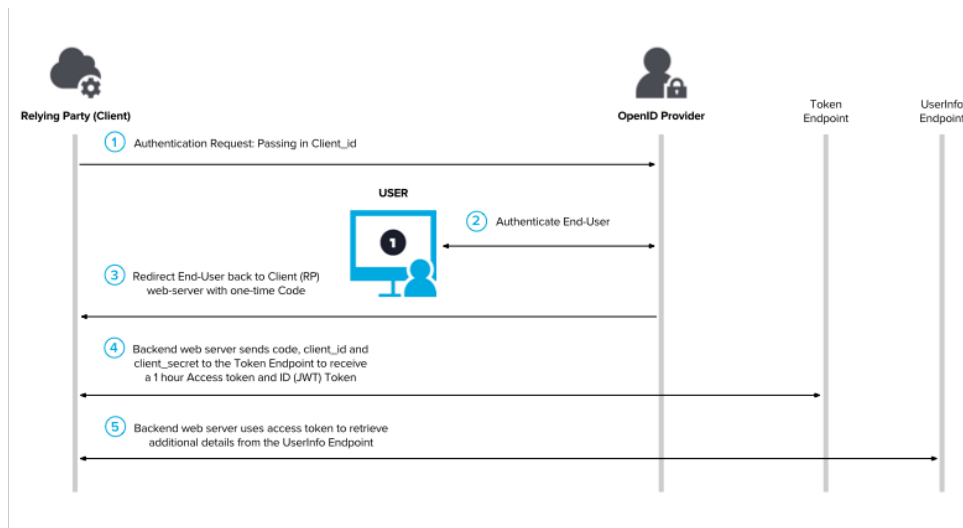 Relying Party (Client)
OpenID Provider
Token
Endpoint
UserInfo
Endpoint
1 Authentication Request: Passing in Client_id
USER
1
2 Authenticate End-User
3 Redirect End-User back to Client (RP)
web-server with one-time Code
4 Backend web server sends code, client_id and
client_secret to the Token Endpoint to receive
a 1 hour Access token and ID (JWT) Token
5 Backend web server uses access token to retrieve
additional details from the UserInfo Endpoint